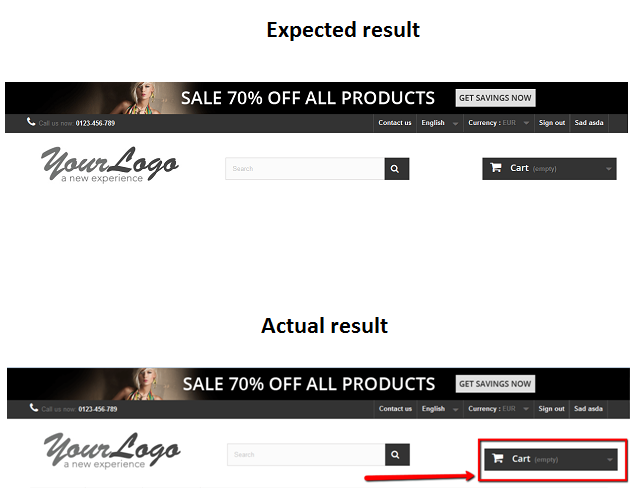 Expected result
SALE 70% OFF ALL PRODUCTS GET SAVINGS NOW
Call us now: 0123-456-789 Contact us English Currency : EUR Sign out Sad asda
YourLogo
a new experience
Search
Cart (empty)
Actual result
SALE 70% OFF ALL PRODUCTS GET SAVINGS NOW
Call us now: 0123-456-789 Contact us English Currency : EUR Sign out Sad asda
YourLogo
a new experience
Search
Cart (empty)